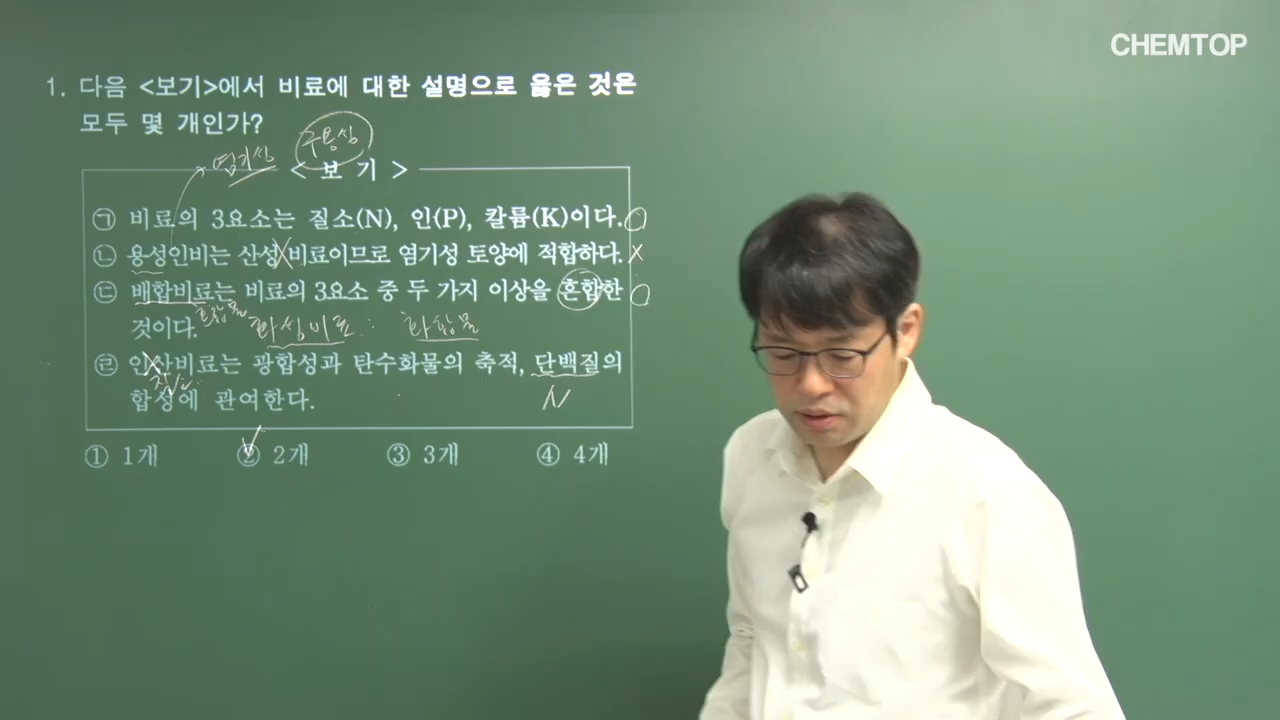 CHEMTOP
1. 다음 <보기>에서 비료에 대한 설명으로 옳은 것은
모두 몇 개인가?
구용성
염기성
< 보 기 >
㉠ 비료의 3요소는 질소(N), 인(P), 칼륨(K)이다. O
㉡ 용성인비는 산성 비료이므로 염기성 토양에 적합하다. X
㉢ 배합비료는 비료의 3요소 중 두 가지 이상을 혼합한 O
것이다. 혼합물 화성비료 : 화합물
㉣ 인산비료는 광합성과 탄수화물의 축적, 단백질의
합성에 관여한다. N
① 1개 ② 2개 ③ 3개 ④ 4개